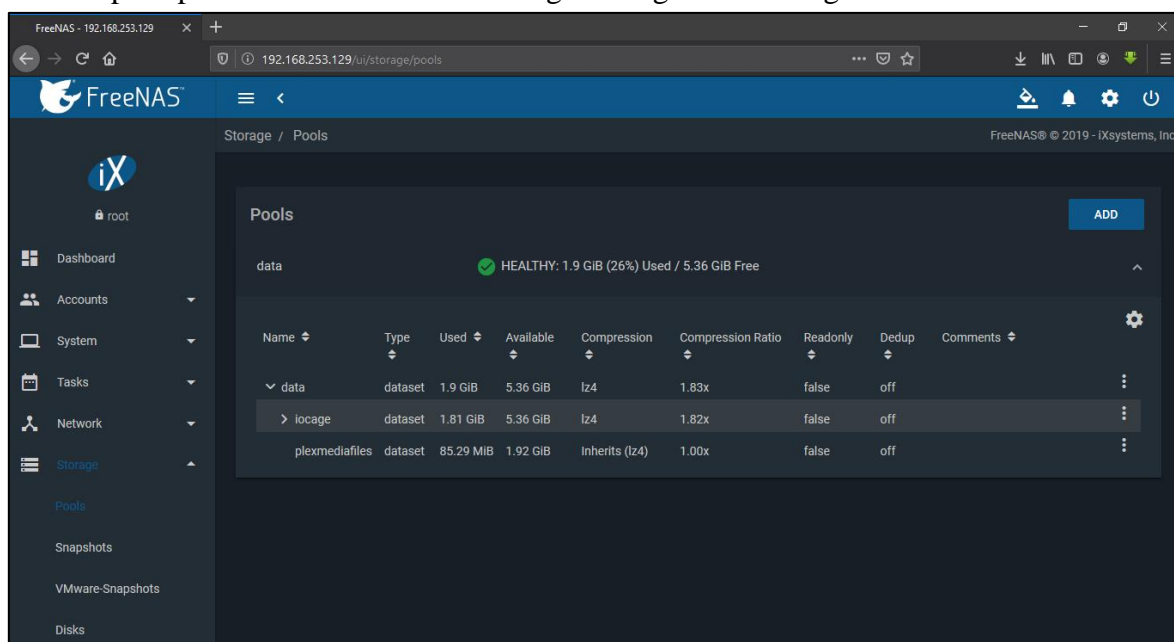 FreeNAS - 192.168.253.129
192.168.253.129/ui/storage/pools
FreeNAS
Storage / Pools
FreeNAS® © 2019 - iXsystems, Inc
iX
root
Dashboard
Accounts
System
Tasks
Network
Storage
Pools
Snapshots
VMware-Snapshots
Disks
Pools
ADD
data HEALTHY: 1.9 GiB (26%) Used / 5.36 GiB Free
Name Type Used Available Compression Compression Ratio Readonly Dedup Comments
data dataset 1.9 GiB 5.36 GiB lz4 1.83x false off
iocage dataset 1.81 GiB 5.36 GiB lz4 1.82x false off
plexmediafiles dataset 85.29 MiB 1.92 GiB Inherits (lz4) 1.00x false off